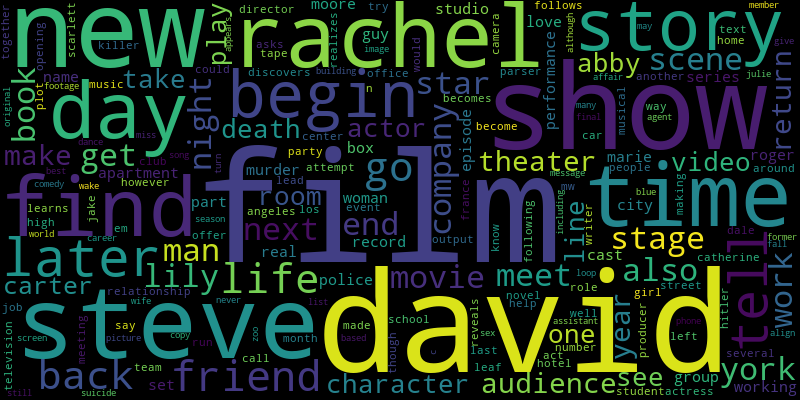 new
rachel
story
show
film
david
steve
time
find
day
begin
tell
later
life
friend
next
movie
stage
theater
meet
york
work
also
see
audience
character
back
one
year
end
go
get
man
lily
carter
make
book
take
night
play
death
actor
star
abby
scene
video
return
company
line
room
murder
box
woman
record
real
police
part
apartment
however
party
attempt
angeles
los
event
lead
center
offer
season
say
team
month
call
set
run
school
made
though
hotel
number
act
novel
help
role
last
leaf
sex
well
assistant
reveals
output
following
know
including
writer
cast
city
marie
people
blue
making
musical
car
way
agent
another
series
affair
home
text
love
follows
although
performance
episode
becomes
become
parser
studio
camera
moore
guy
director
asks
tape
realizes
killer
opening
together
scarlett
name
music
discovers
office
building
image
appears
would
could
try
may
member
give
julie
roger
around
many
final
message
mw
france
girl
street
loop
producer
left
hitler
dale
catherine
former
fall
align
working
several
group
student
actress
phone
based
list
never
wife
relationship
copy
zoo
picture
meeting
job
screen
television
still
suicide
learns
high
world
career
jake
em
club
song
dance
miss
best
comedy
wake
original
plot
footage
turn
n
c